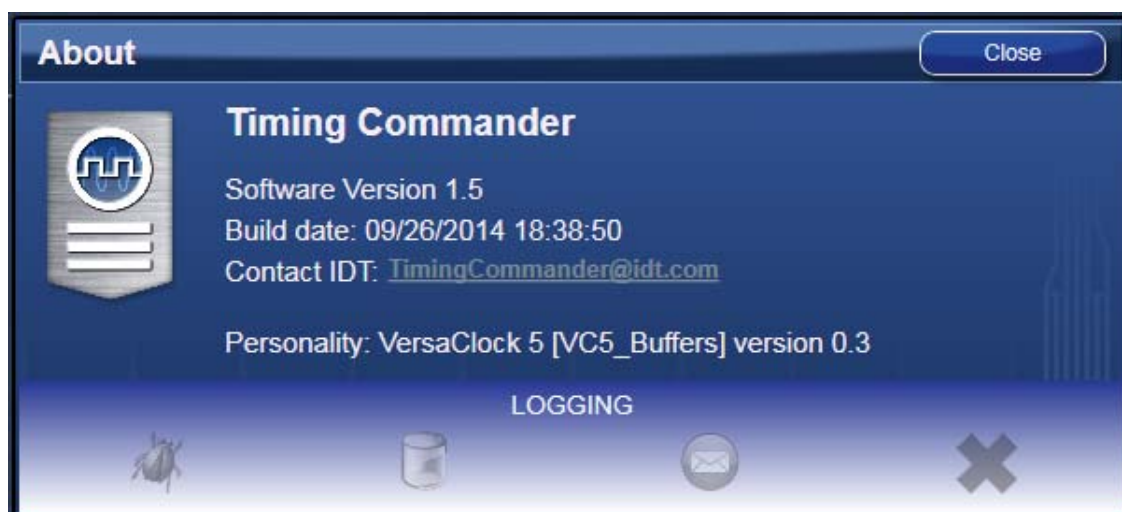 About
Close
Timing Commander
Software Version 1.5
Build date: 09/26/2014 18:38:50
Contact IDT: TimingCommander@idt.com
Personality: VersaClock 5 [VC5_Buffers] version 0.3
LOGGING